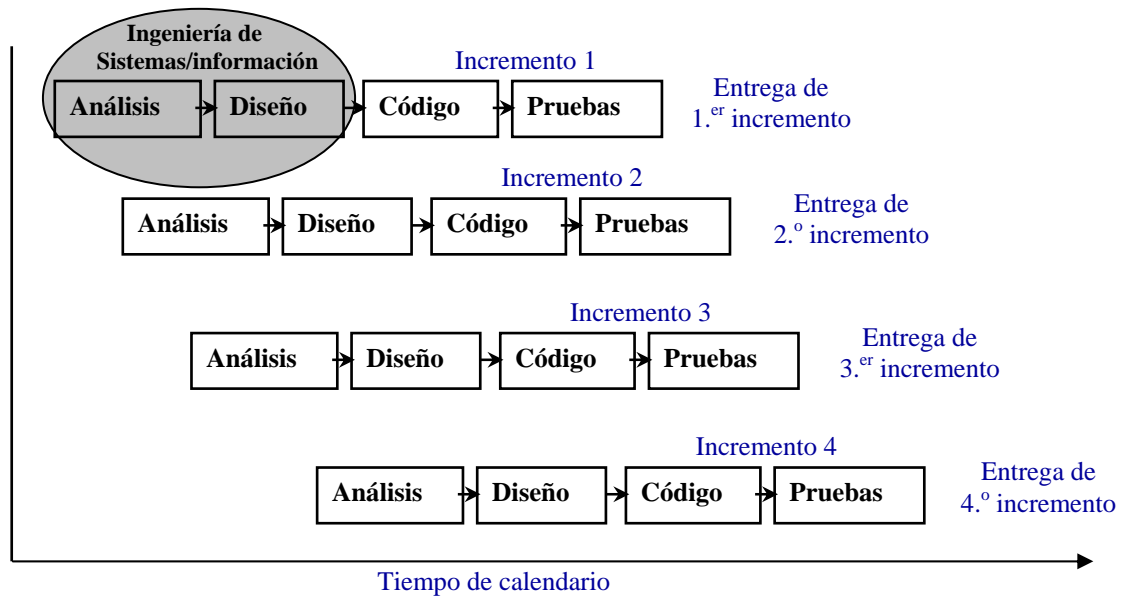 Ingeniería de
Sistemas/información
Incremento 1
Análisis Diseño Código Pruebas
Entrega de
1.er incremento
Incremento 2
Análisis Diseño Código Pruebas
Entrega de
2.º incremento
Incremento 3
Análisis Diseño Código Pruebas
Entrega de
3.er incremento
Incremento 4
Análisis Diseño Código Pruebas
Entrega de
4.º incremento
Tiempo de calendario